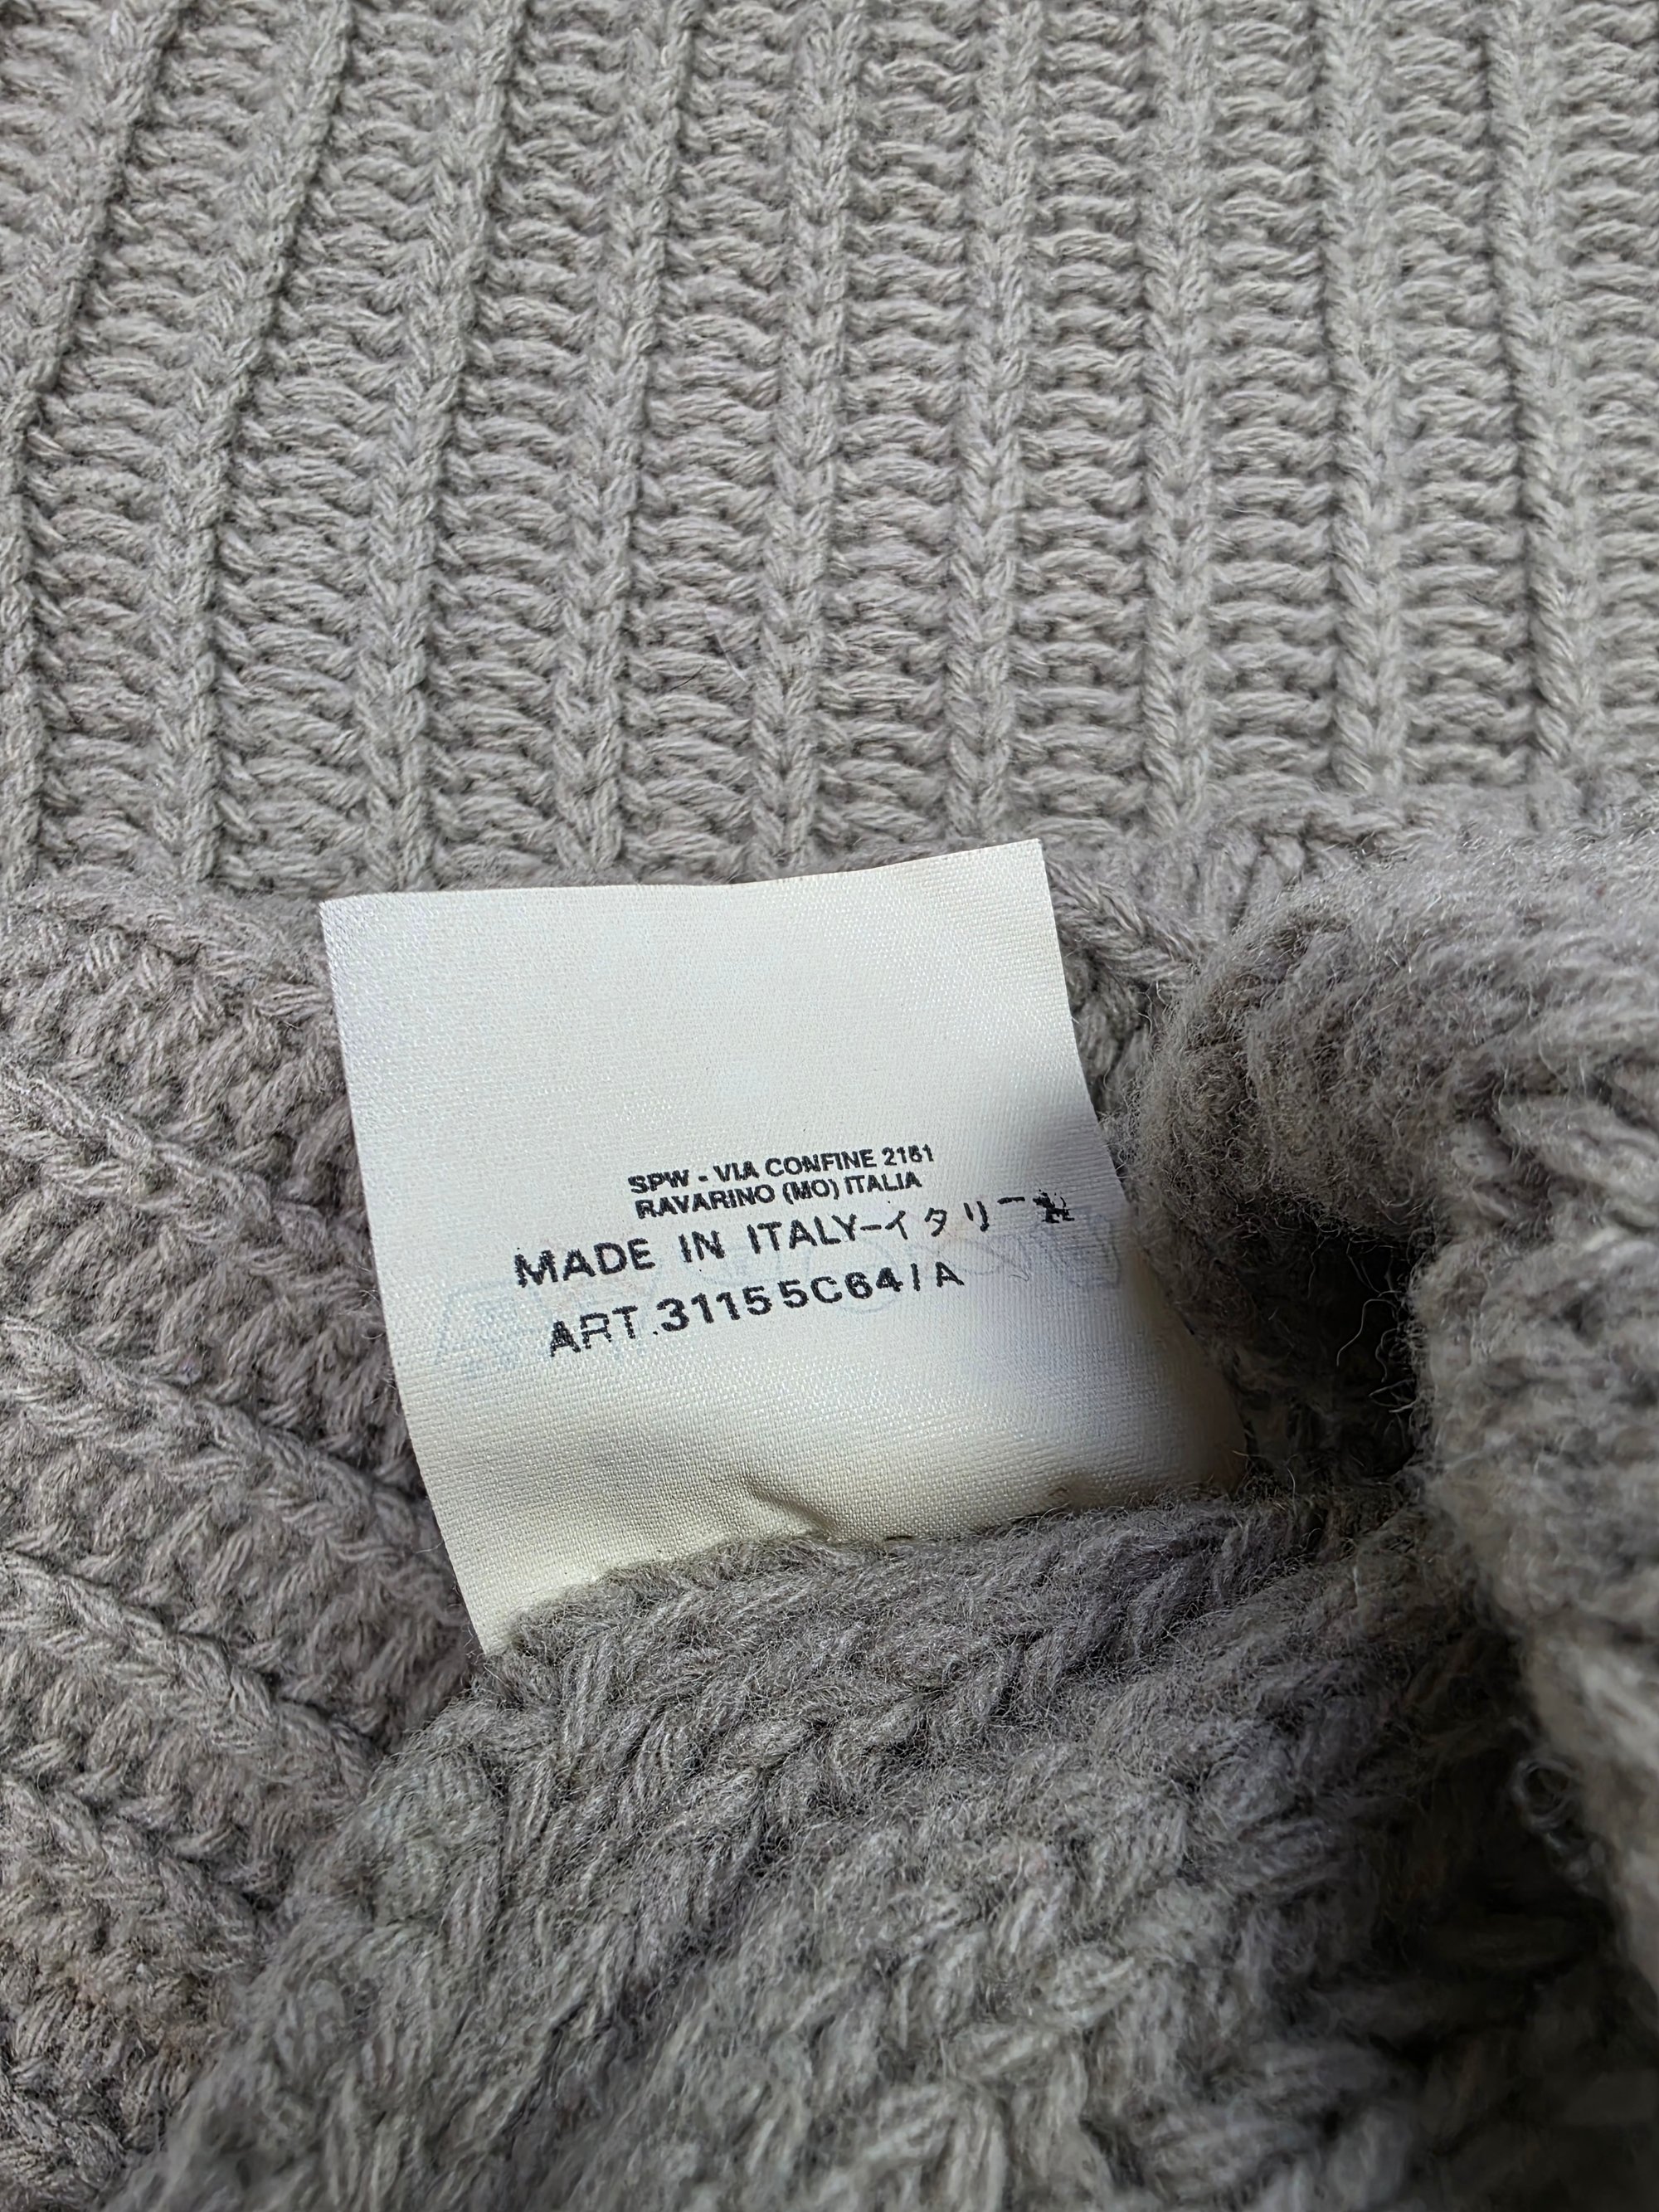 SPW - VIA CONFINE 2161
RAVARINO (MO) ITALIA
MADE IN ITALY-イタリー製
ART.31155C64/A